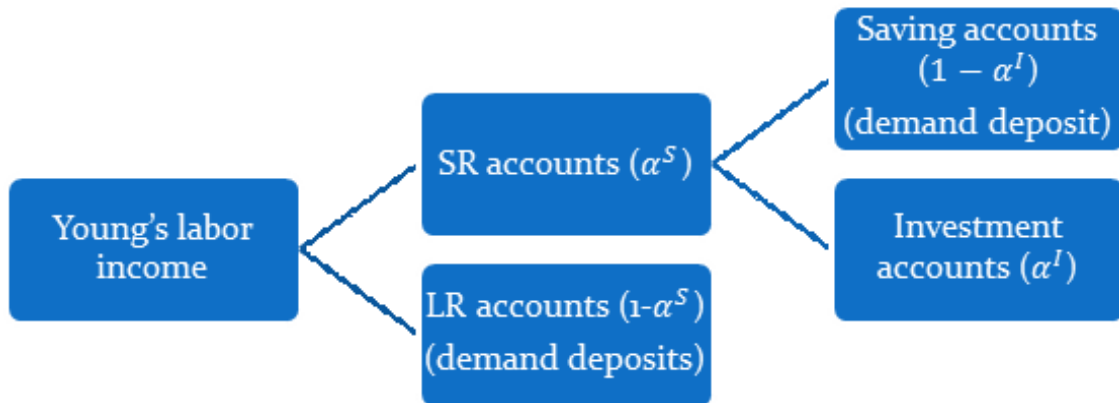 Young's labor
income
SR accounts (𝛼^𝑆)
LR accounts (1-𝛼^𝑆)
(demand deposits)
Saving accounts
(1 − 𝛼^𝐼)
(demand deposit)
Investment
accounts (𝛼^𝐼)